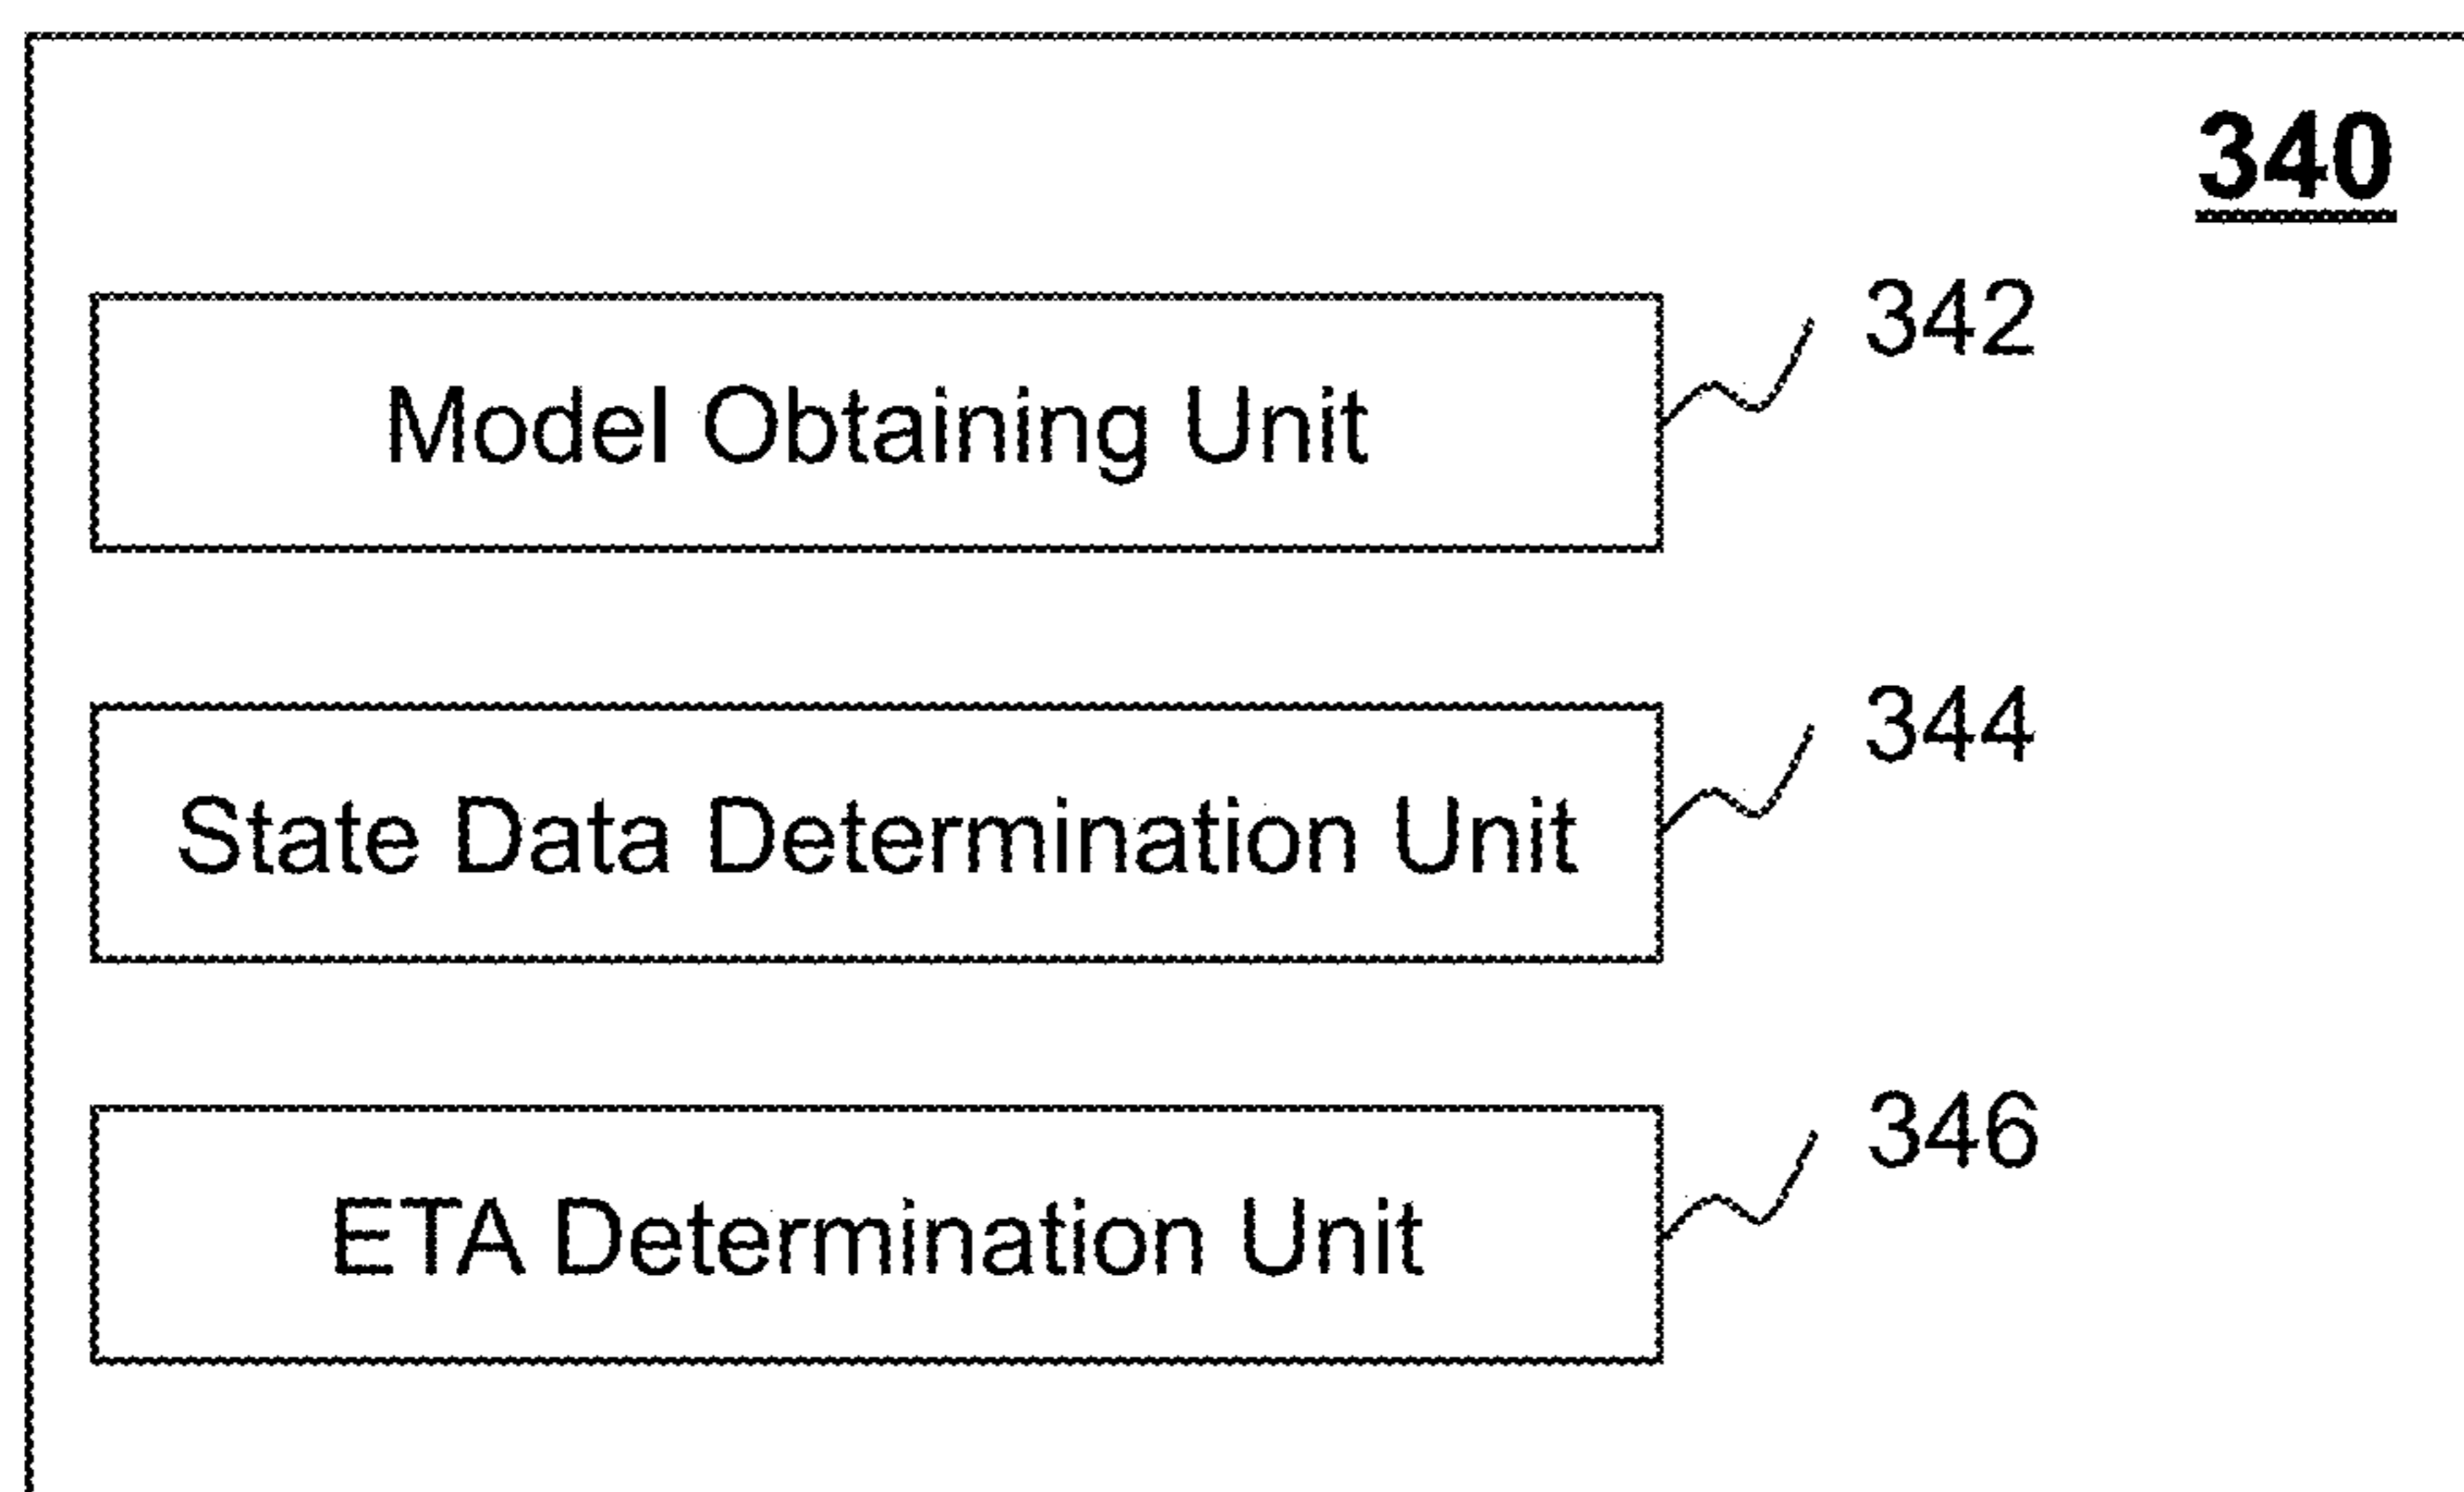 340
342
Model Obtaining Unit
344
State Data Determination Unit
346
ETA Determination Unit